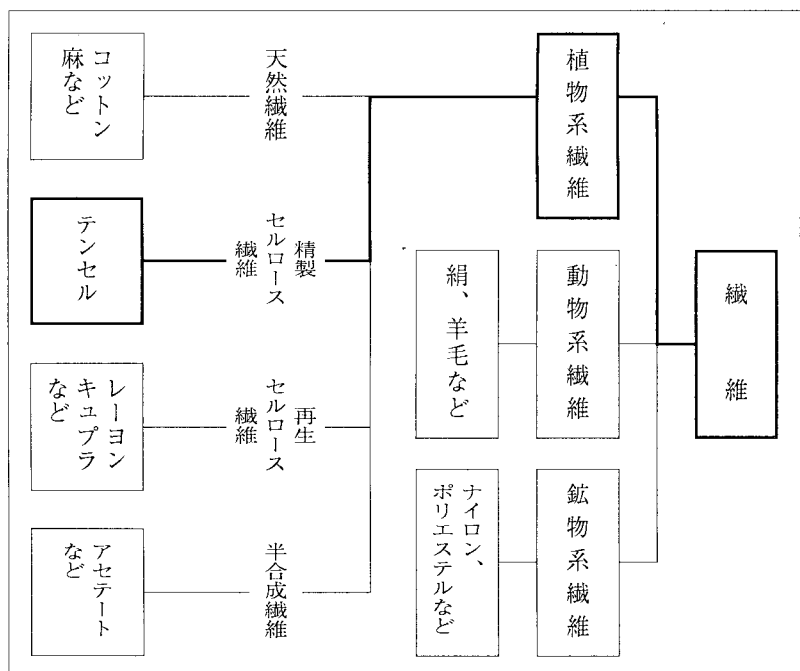 繊維
植物系繊維
動物系繊維
鉱物系繊維
絹、羊毛など
ナイロン、
ポリエステルなど
天然繊維
精製
セルロース
繊維
再生
セルロース
繊維
半合成繊維
コットン
麻など
テンセル
レーヨン
キュプラ
など
アセテート
など